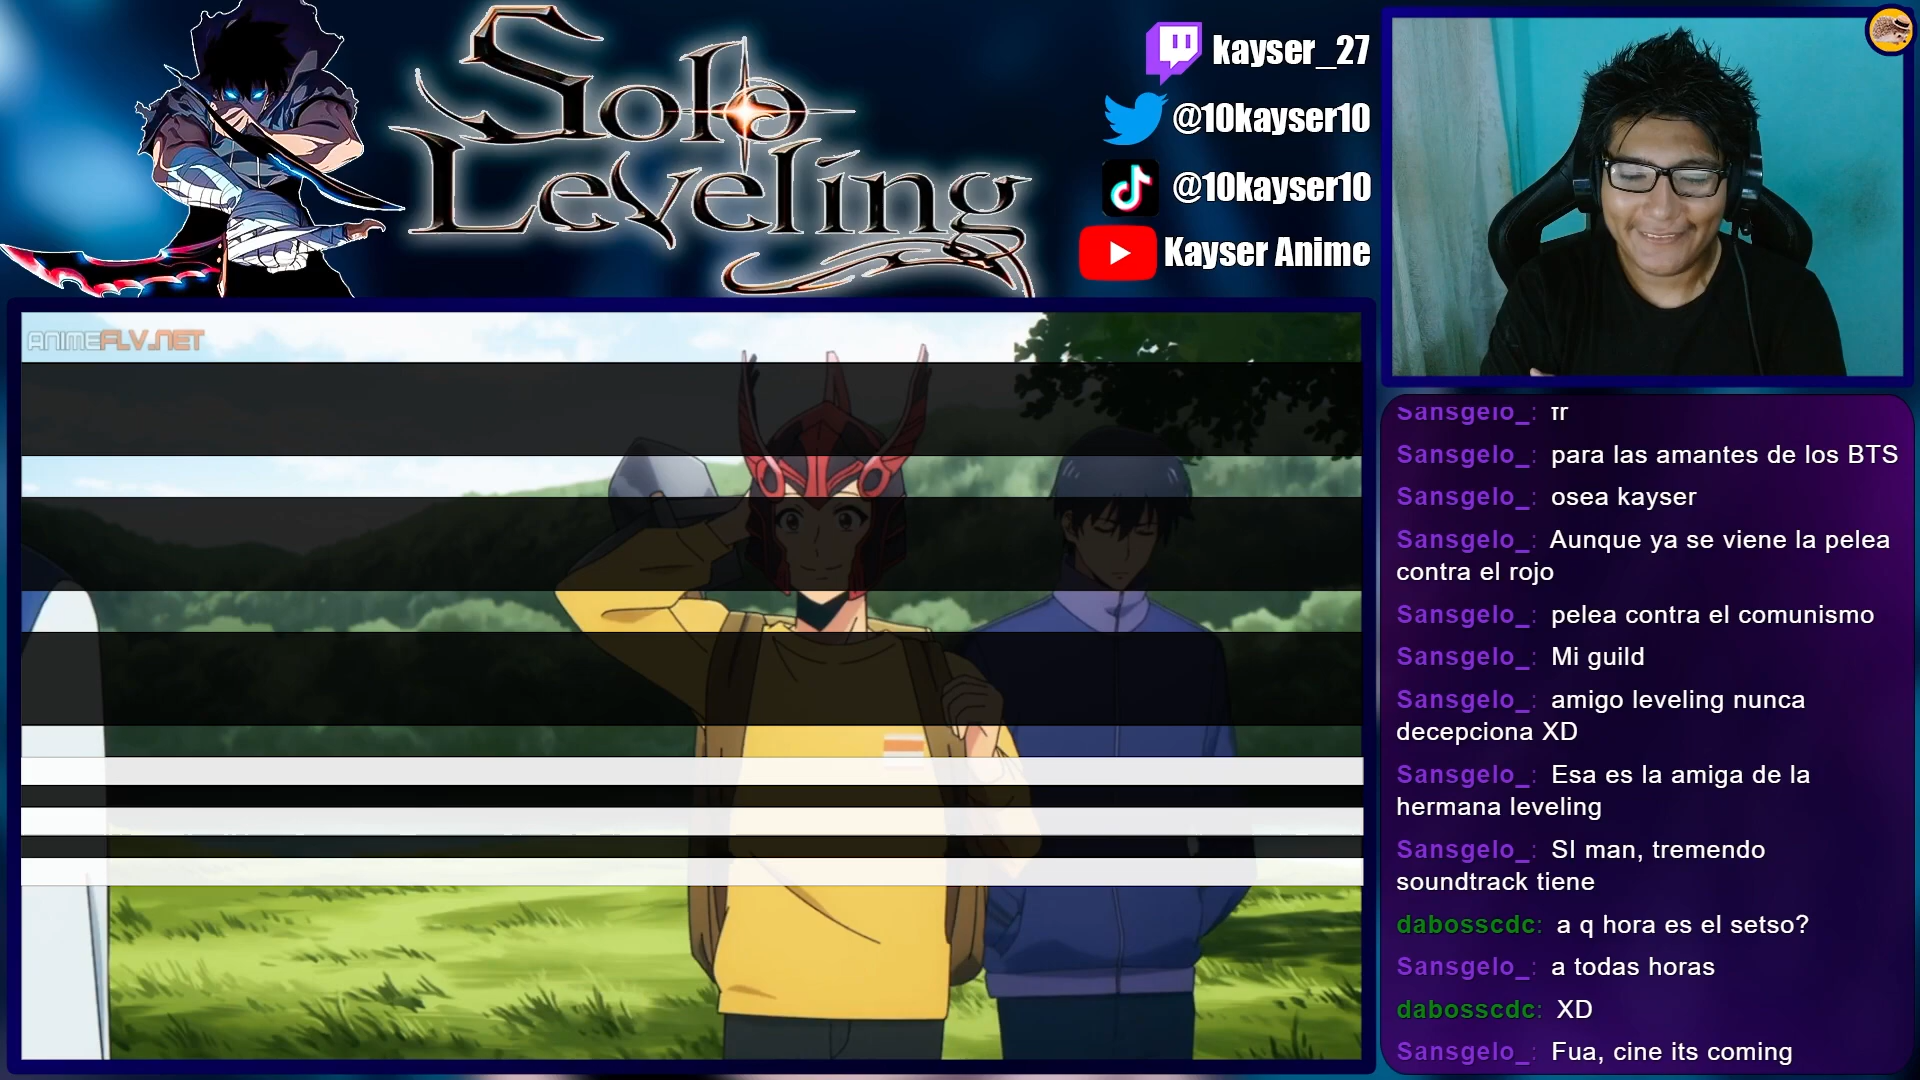 Solo
Leveling
kayser_27
@10kayser10
@10kayser10
Kayser Anime
ANIMEFLV.NET
Sansgelo_: fr
Sansgelo_: para las amantes de los BTS
Sansgelo_: osea kayser
Sansgelo_: Aunque ya se viene la pelea
contra el rojo
Sansgelo_: pelea contra el comunismo
Sansgelo_: Mi guild
Sansgelo_: amigo leveling nunca
decepciona XD
Sansgelo_: Esa es la amiga de la
hermana leveling
Sansgelo_: SI man, tremendo
soundtrack tiene
dabosscdc: a q hora es el setso?
Sansgelo_: a todas horas
dabosscdc: XD
Sansgelo_: Fua, cine its coming